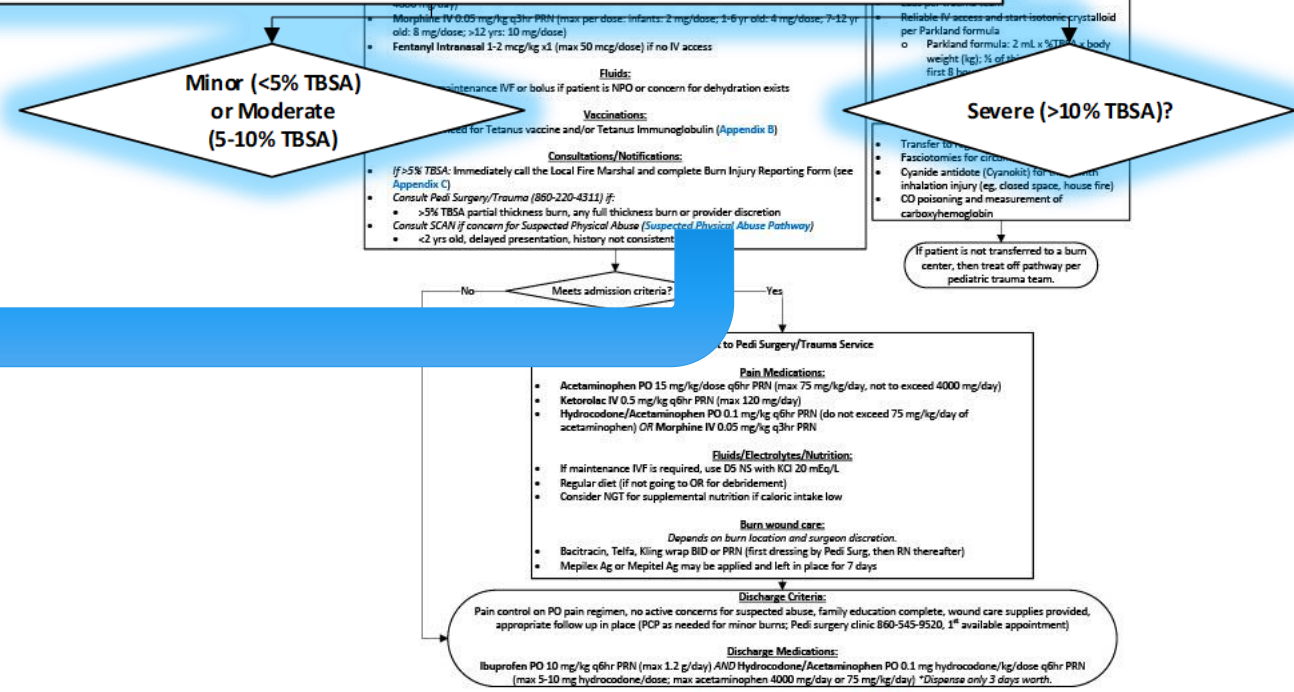 4000 mg/day)
Morphine IV 0.05 mg/kg q3hr PRN (max per dose: infants: 2 mg/dose; 1-6 yr old: 4 mg/dose; 7-12 yr
old: 8 mg/dose; >12 yrs: 10 mg/dose)
Fentanyl Intranasal 1-2 mcg/kg x1 (max 50 mcg/dose) if no IV access
Fluids:
maintenance IVF or bolus if patient is NPO or concern for dehydration exists
Vaccinations:
for Tetanus vaccine and/or Tetanus Immunoglobulin (Appendix B)
Consultations/Notifications:
If >5% TBSA: Immediately call the Local Fire Marshal and complete Burn Injury Reporting Form (see
Appendix C)
Consult Pedi Surgery/Trauma (860-220-4311) if:
>5% TBSA partial thickness burn, any full thickness burn or provider discretion
Consult SCAN if concern for Suspected Physical Abuse (Suspected Physical Abuse Pathway)
<2 yrs old, delayed presentation, history not consistent
Minor (<5% TBSA)
or Moderate
(5-10% TBSA)
Reliable IV access and start isotonic crystalloid
per Parkland formula
o Parkland formula: 2 mL x %TBSA x body
weight (kg); ½ of
first 8
Severe (>10% TBSA)?
Transfer to
Fasciotomies for
Cyanide antidote (Cyanokit) for
inhalation injury (eg, closed space, house fire)
CO poisoning and measurement of
carboxyhemoglobin
If patient is not transferred to a burn
center, then treat off pathway per
pediatric trauma team.
No
Meets admission criteria?
Yes
to Pedi Surgery/Trauma Service
Pain Medications:
Acetaminophen PO 15 mg/kg/dose q6hr PRN (max 75 mg/kg/day, not to exceed 4000 mg/day)
Ketorolac IV 0.5 mg/kg q6hr PRN (max 120 mg/day)
Hydrocodone/Acetaminophen PO 0.1 mg/kg q6hr PRN (do not exceed 75 mg/kg/day of
acetaminophen) OR Morphine IV 0.05 mg/kg q3hr PRN
Fluids/Electrolytes/Nutrition:
If maintenance IVF is required, use D5 NS with KCl 20 mEq/L
Regular diet (if not going to OR for debridement)
Consider NGT for supplemental nutrition if caloric intake low
Burn wound care:
Depends on burn location and surgeon discretion.
Bacitracin, Telfa, Kling wrap BID or PRN (first dressing by Pedi Surg, then RN thereafter)
Mepilex Ag or Mepitel Ag may be applied and left in place for 7 days
Discharge Criteria:
Pain control on PO pain regimen, no active concerns for suspected abuse, family education complete, wound care supplies provided,
appropriate follow up in place (PCP as needed for minor burns; Pedi surgery clinic 860-545-9520, 1st available appointment)
Discharge Medications:
Ibuprofen PO 10 mg/kg q6hr PRN (max 1.2 g/day) AND Hydrocodone/Acetaminophen PO 0.1 mg hydrocodone/kg/dose q6hr PRN
(max 5-10 mg hydrocodone/dose; max acetaminophen 4000 mg/day or 75 mg/kg/day) *Dispense only 3 days worth.